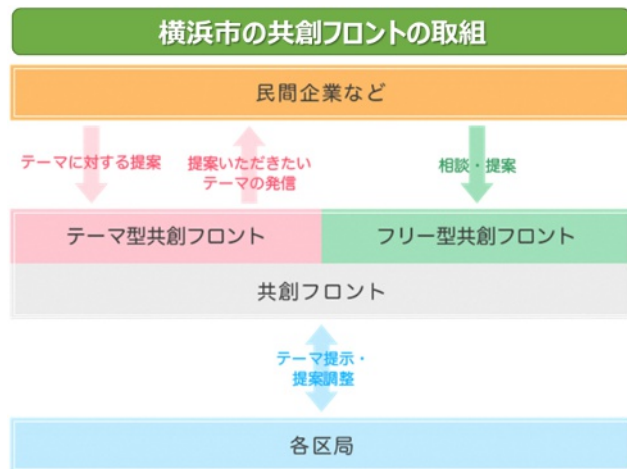 横浜市の共創フロントの取組
民間企業など
テーマに対する提案
提案いただきたい
テーマの発信
相談・提案
テーマ型共創フロント
フリー型共創フロント
共創フロント
テーマ提示・
提案調整
各区局